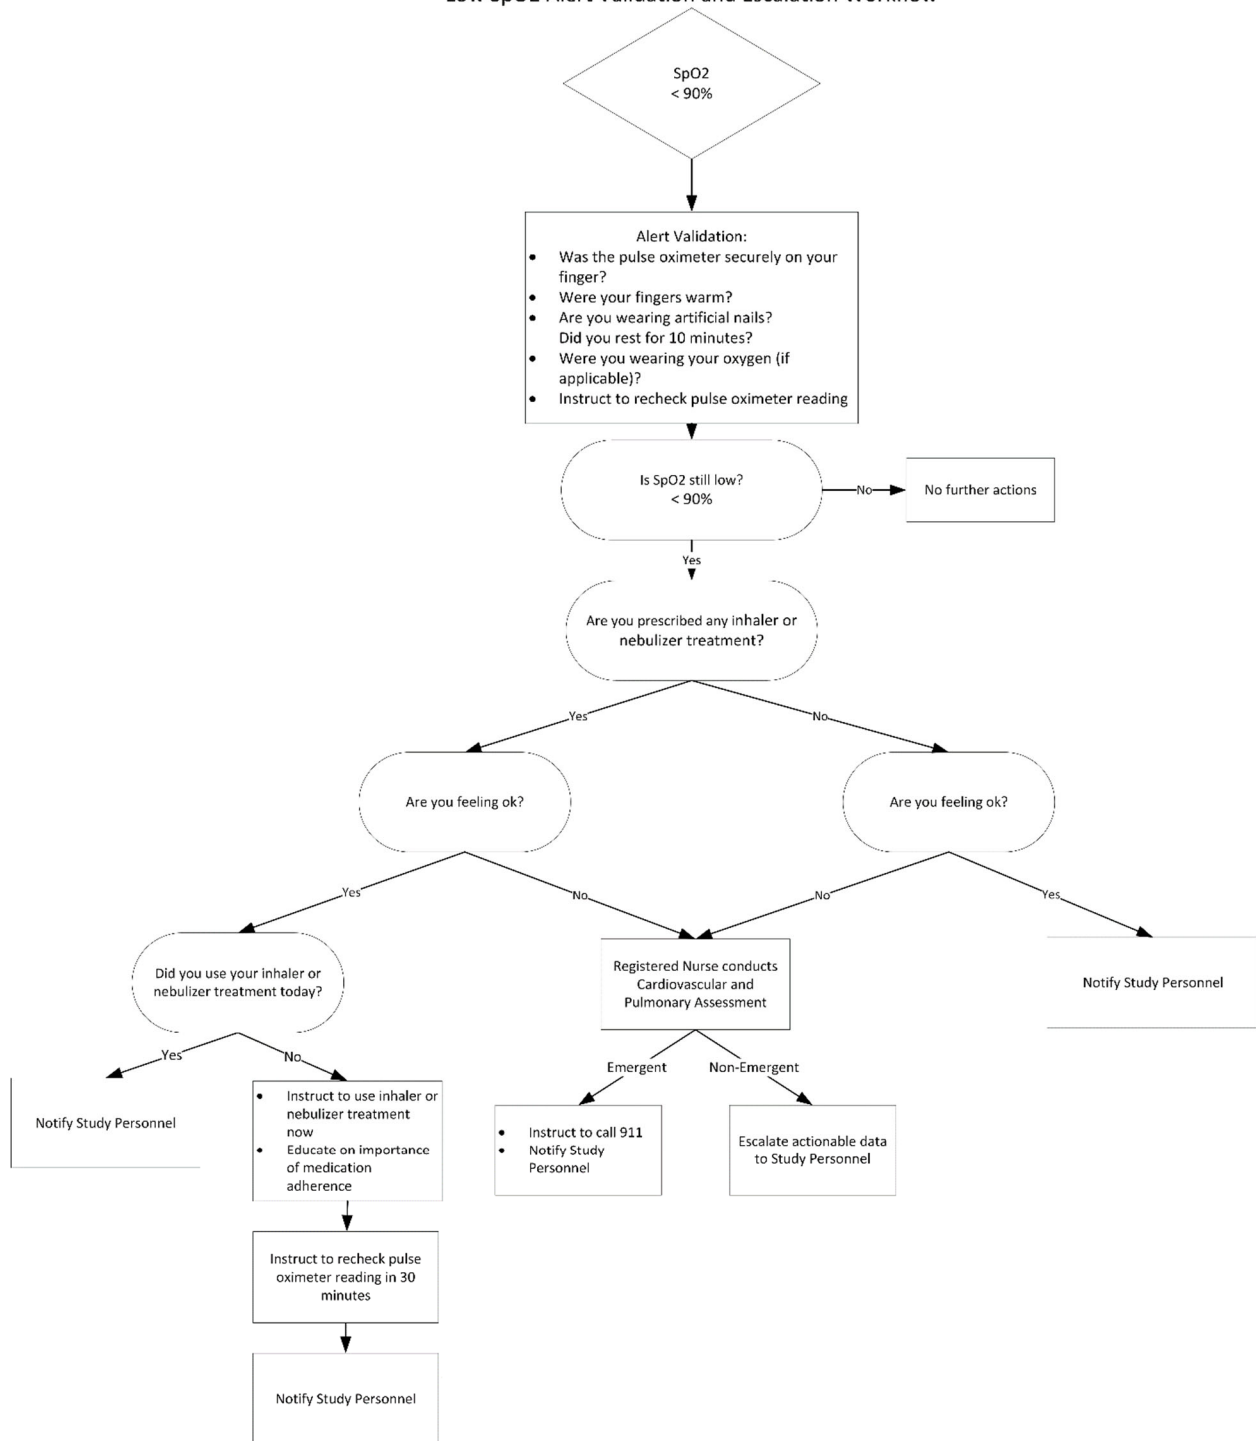 Low SpO2 Alert Validation and Escalation Workflow
SpO2
< 90%
Alert Validation:
• Was the pulse oximeter securely on your
finger?
• Were your fingers warm?
• Are you wearing artificial nails?
Did you rest for 10 minutes?
• Were you wearing your oxygen (if
applicable)?
• Instruct to recheck pulse oximeter reading
Is SpO2 still low?
< 90%
No
No further actions
Yes
Are you prescribed any inhaler or
nebulizer treatment?
Yes
No
Are you feeling ok?
Are you feeling ok?
Yes
No
No
Yes
Did you use your inhaler or
nebulizer treatment today?
Registered Nurse conducts
Cardiovascular and
Pulmonary Assessment
Notify Study Personnel
Yes
No
Emergent
Non-Emergent
Notify Study Personnel
• Instruct to use inhaler or
nebulizer treatment
now
• Educate on importance
of medication
adherence
• Instruct to call 911
• Notify Study
Personnel
Escalate actionable data
to Study Personnel
Instruct to recheck pulse
oximeter reading in 30
minutes
Notify Study Personnel